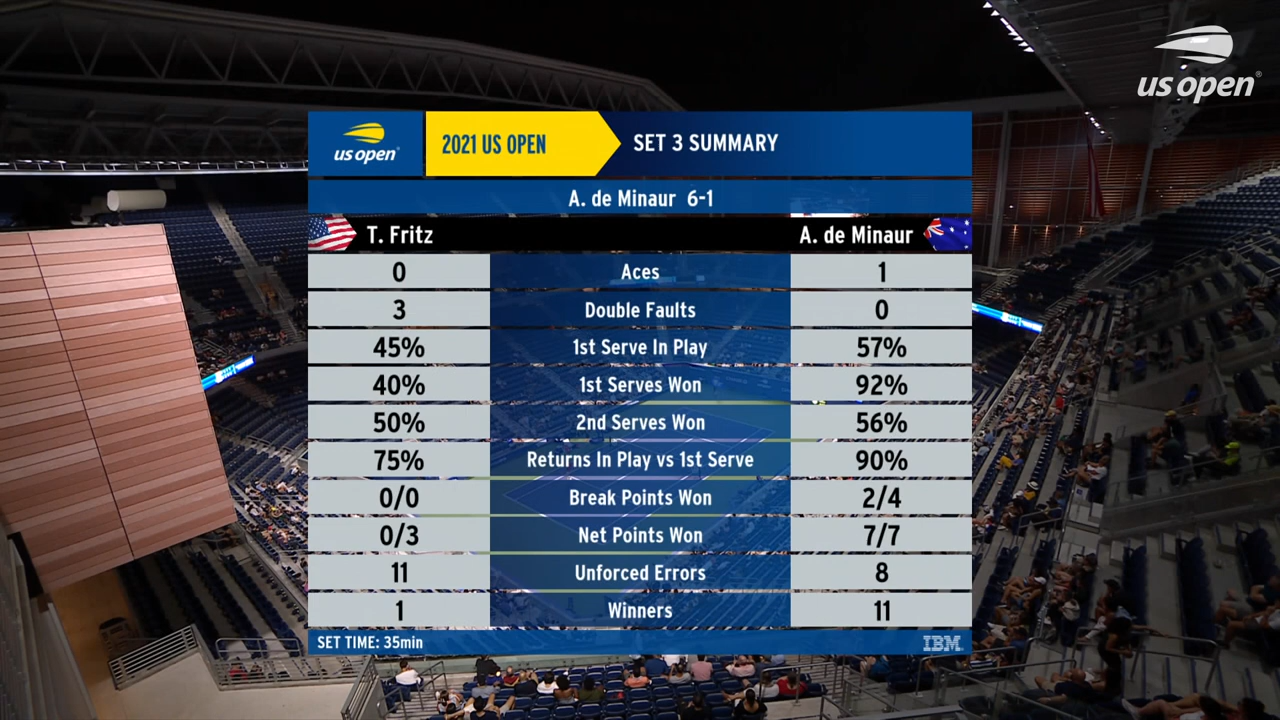 us open
us open
2021 US OPEN
SET 3 SUMMARY
A. de Minaur 6-1
T. Fritz
A. de Minaur
0 Aces 1
3 Double Faults 0
45% 1st Serve In Play 57%
40% 1st Serves Won 92%
50% 2nd Serves Won 56%
75% Returns In Play vs 1st Serve 90%
0/0 Break Points Won 2/4
0/3 Net Points Won 7/7
11 Unforced Errors 8
1 Winners 11
SET TIME: 35min
IBM